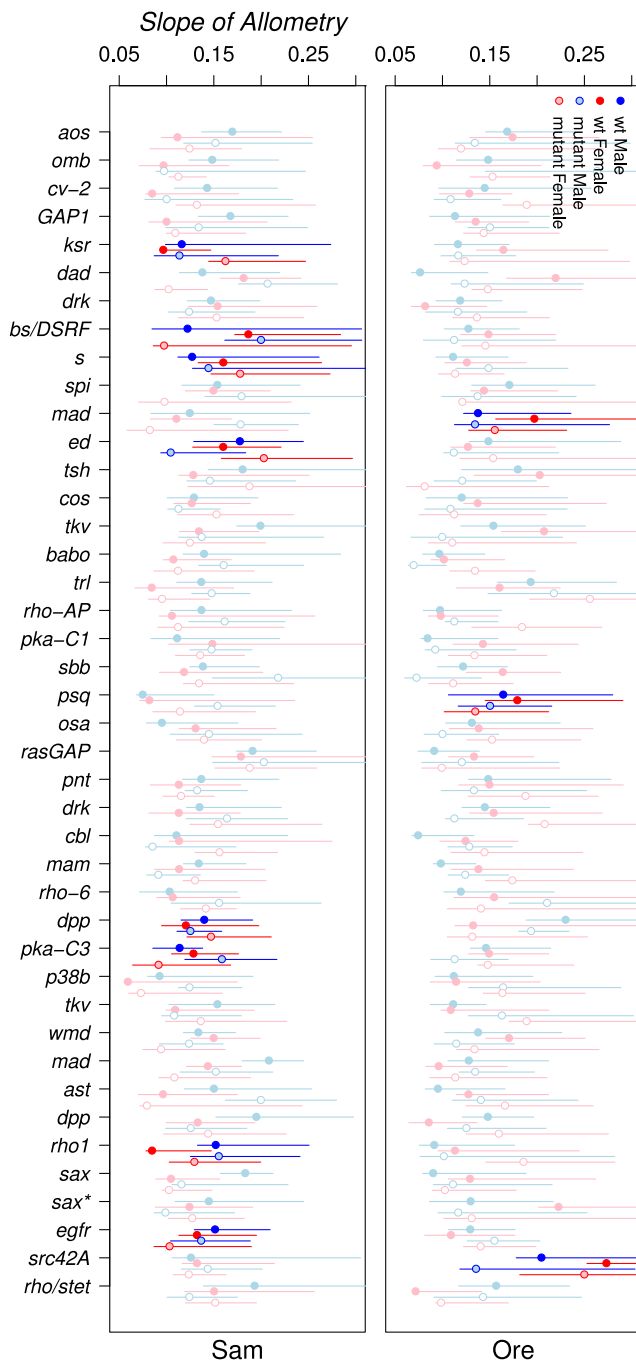 Slope of Allometry
0.05 0.15 0.25 0.05 0.15 0.25
wt Male
wt Female
mutant Male
mutant Female
aos
omb
cv-2
GAP1
ksr
dad
drk
bs/DSRF
s
spi
mad
ed
tsh
cos
tkv
babo
trl
rho-AP
pka-C1
sbb
psq
osa
rasGAP
pnt
drk
cbl
mam
rho-6
dpp
pka-C3
p38b
tkv
wmd
mad
ast
dpp
rho1
sax
sax*
egfr
src42A
rho/stet
Sam Ore